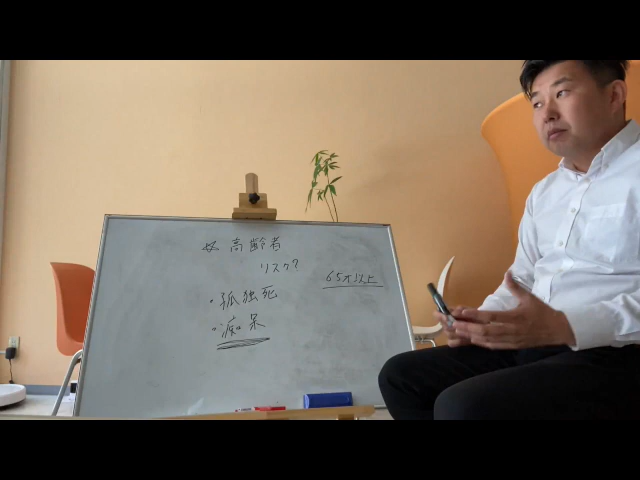 高齢者
リスク?
65才以上
・孤独死
・痴呆